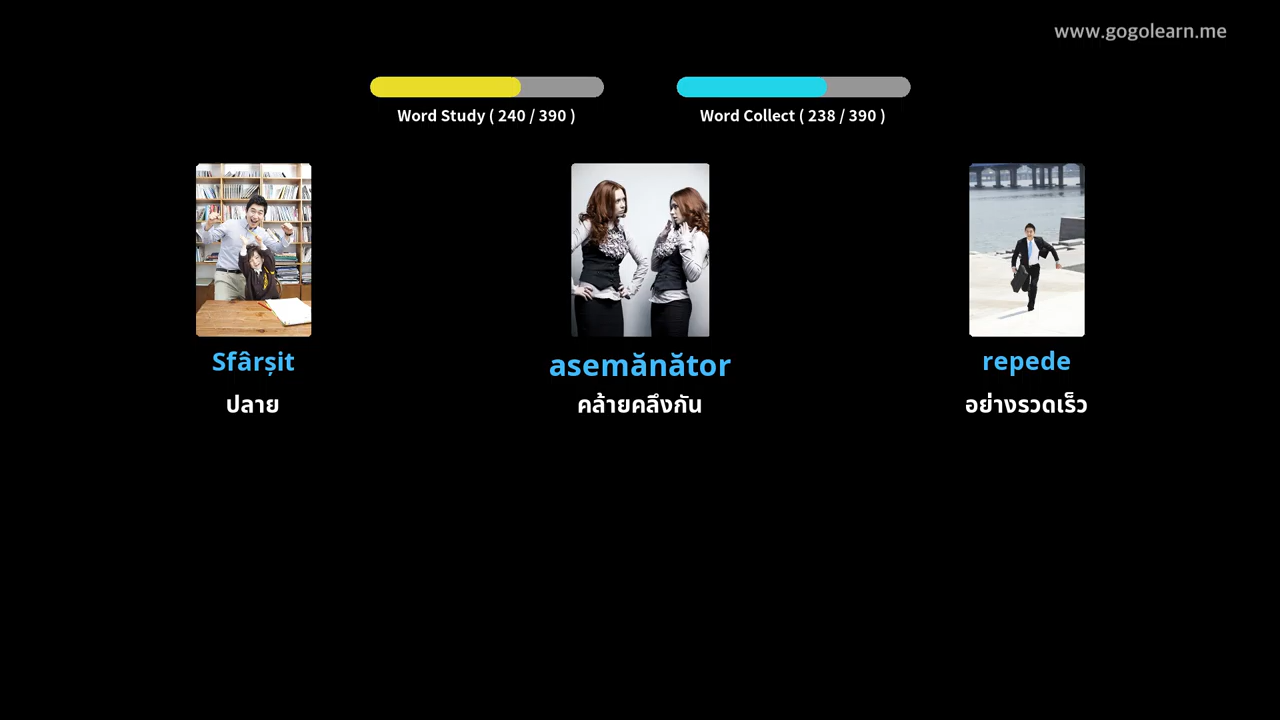 www.gogolearn.me
Word Study ( 240 / 390 )
Word Collect ( 238 / 390 )
Sfârșit
asemănător
repede
ปลาย
คล้ายคลึงกัน
อย่างรวดเร็ว